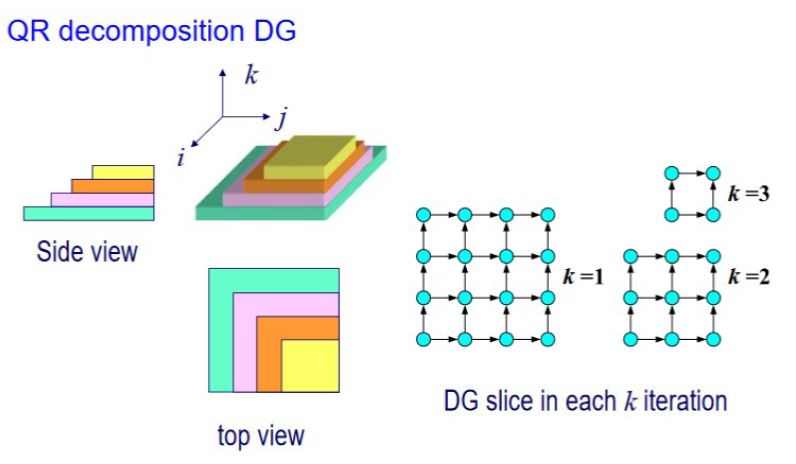 QR decomposition DG
k
j
i
Side view
top view
k=1
k=3
k=2
DG slice in each k iteration